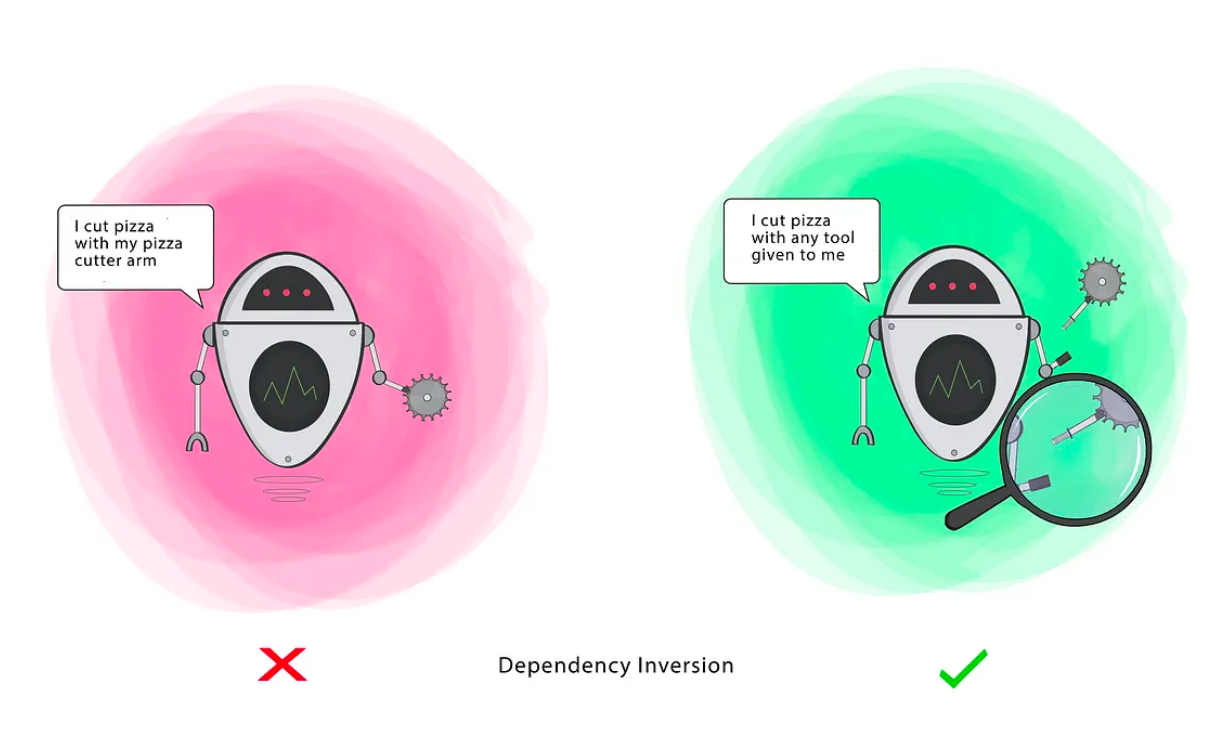 I cut pizza
with my pizza
cutter arm
I cut pizza
with any tool
given to me
Dependency Inversion